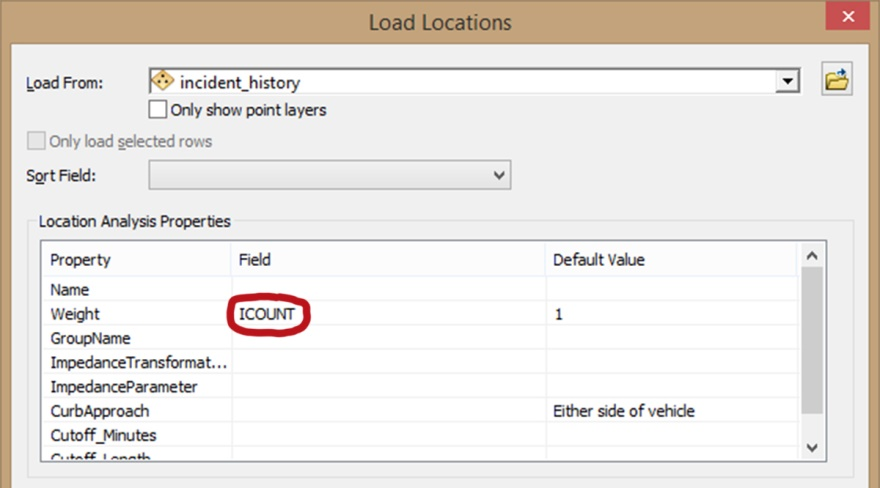 Load Locations
Load From: incident_history
Only show point layers
Only load selected rows
Sort Field:
Location Analysis Properties
Property Field Default Value
Name
Weight ICOUNT 1
GroupName
ImpedanceTransformat...
ImpedanceParameter
CurbApproach Either side of vehicle
Cutoff_Minutes
Cutoff_Length